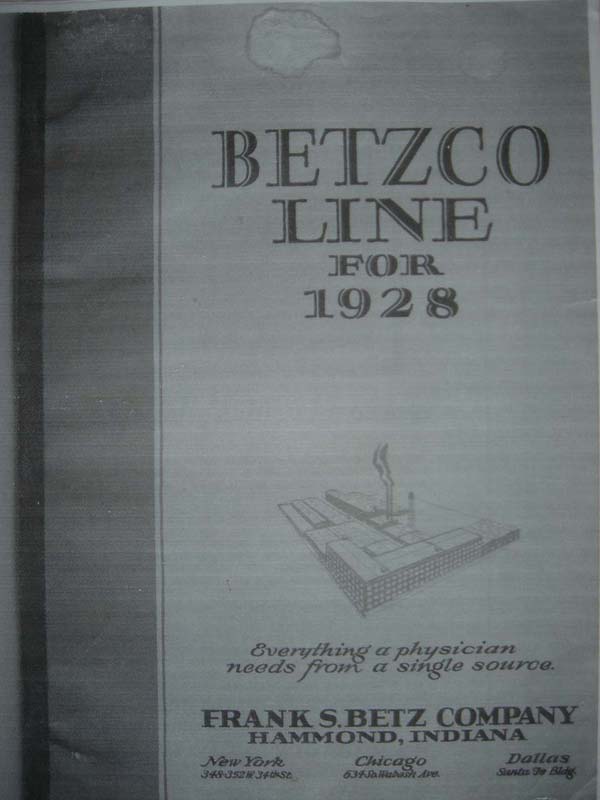 BETZCO
LINE
FOR
1928
Everything a physician
needs from a single source.
FRANK S. BETZ COMPANY
HAMMOND, INDIANA
New York Chicago Dallas
348-352 W 34th St. 634 So. Wabash Ave. Santa Fe Bldg.